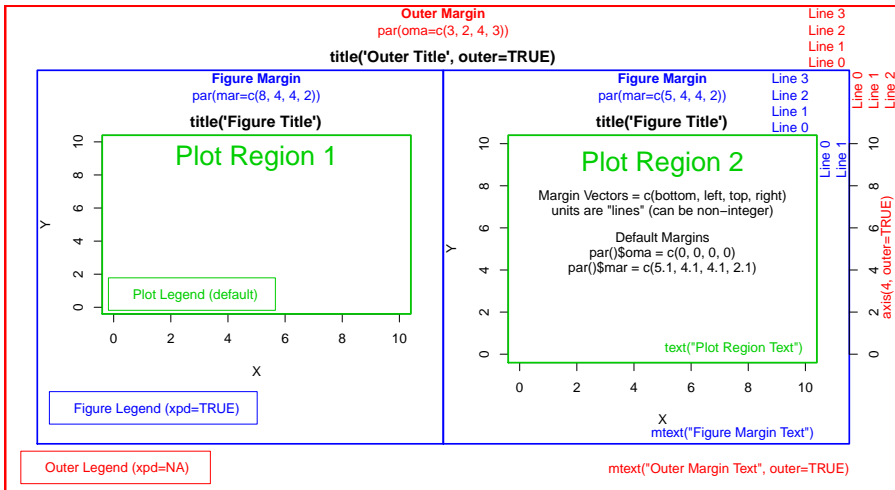 Outer Margin
par(oma=c(3, 2, 4, 3))
title('Outer Title', outer=TRUE)
Line 3
Line 2
Line 1
Line 0
Line 0
Line 1
Line 2
Figure Margin
par(mar=c(8, 4, 4, 2))
title('Figure Title')
Plot Region 1
Y
10
8
6
4
2
0
Plot Legend (default)
0 2 4 6 8 10
X
Figure Legend (xpd=TRUE)
Figure Margin
par(mar=c(5, 4, 4, 2))
title('Figure Title')
Line 3
Line 2
Line 1
Line 0
Line 0
Line 1
Plot Region 2
Margin Vectors = c(bottom, left, top, right)
units are "lines" (can be non−integer)
Default Margins
par()$oma = c(0, 0, 0, 0)
par()$mar = c(5.1, 4.1, 4.1, 2.1)
text("Plot Region Text")
Y
10
8
6
4
2
0
0 2 4 6 8 10
X
mtext("Figure Margin Text")
10
8
6
4
2
0
axis(4, outer=TRUE)
Outer Legend (xpd=NA)
mtext("Outer Margin Text", outer=TRUE)